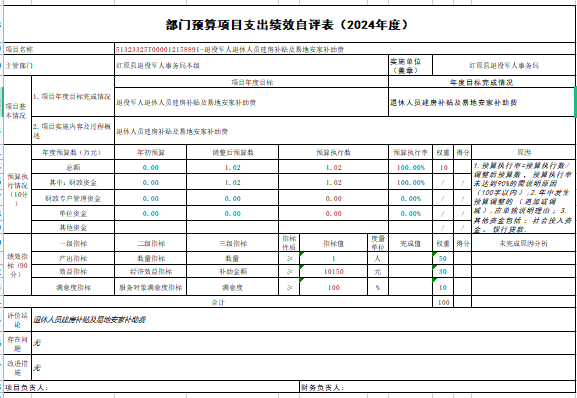 部门预算项目支出绩效自评表（2024年度）
项目名称 51323325T000012158891-退役军人退休人员建房补贴及易地安家补助费
主管部门 红原县退役军人事务局本级 实施单位（盖章） 红原县退役军人事务局
项目基本情况 1.项目年度目标完成情况 项目年度目标 年度目标完成情况
退役军人退休人员建房补贴及易地安家补助费 退休人员建房补贴及易地安家补助费
2.项目实施内容及过程概述 退休人员建房补贴及易地安家补助费
预算执行情况（10分） 年度预算数（万元） 年初预算 调整后预算数 预算执行数 预算执行率 权重 得分 原因
总额 0.00 1.02 1.02 100.00% 10
其中：财政资金 0.00 1.02 1.02 100.00% / /
财政专户管理资金 0.00 0.00 0.00 0.00% / /
单位资金 0.00 0.00 0.00 0.00% / /
其他资金 / /
1.预算执行率=预算执行数/调整后预算数，预算执行率未达到90%的需说明原因（100字以内），2.年中发生预算调整的（追加或调减），应单独说明理由；3.其他资金包括：社会投入资金、银行贷款.
绩效指标（90分） 一级指标 二级指标 三级指标 指标性质 指标值 度量单位 完成值 权重 得分 未完成原因分析
产出指标 数量指标 数量 ≥ 1 人 50
效益指标 经济效益指标 补助金额 ≥ 10150 元 30
满意度指标 服务对象满意度指标 满意度 ≥ 100 % 10
合计 100
评价结论 退休人员建房补贴及易地安家补助费
存在问题 无
改进措施 无
项目负责人： 财务负责人：